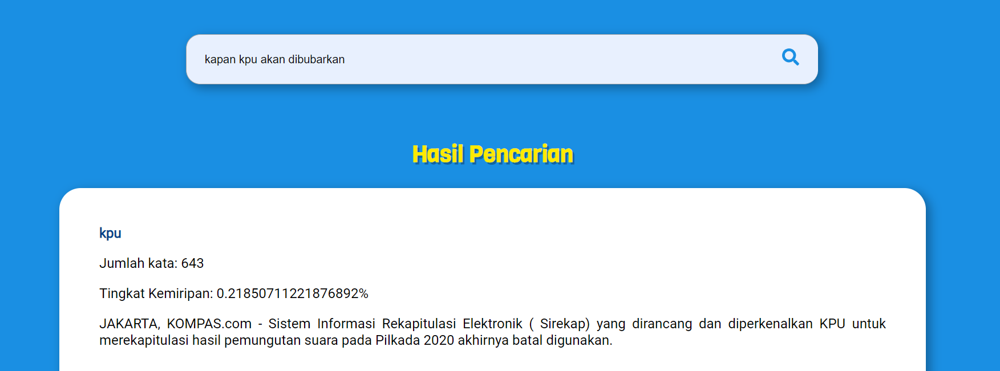 kapan kpu akan dibubarkan
Hasil Pencarian
kpu
Jumlah kata: 643
Tingkat Kemiripan: 0.21850711221876892%
JAKARTA, KOMPAS.com - Sistem Informasi Rekapitulasi Elektronik ( Sirekap) yang dirancang dan diperkenalkan KPU untuk
merekapitulasi hasil pemungutan suara pada Pilkada 2020 akhirnya batal digunakan.